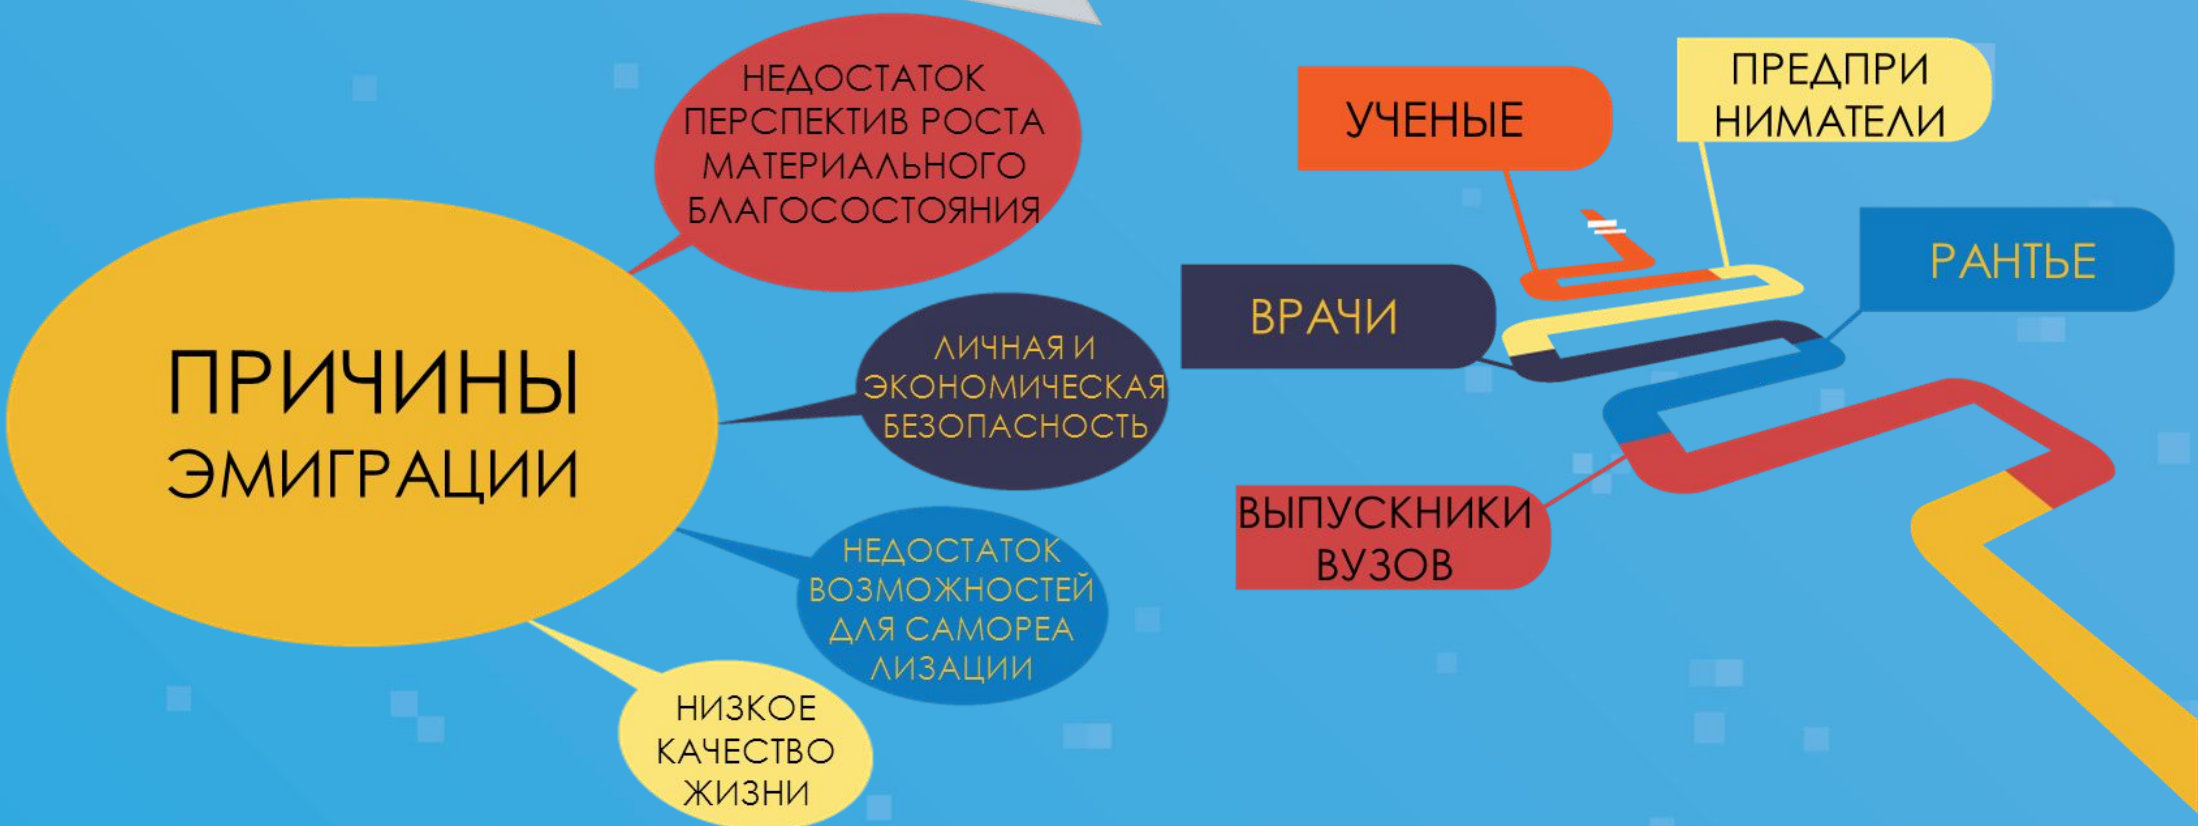 ПРИЧИНЫ
ЭМИГРАЦИИ
НЕДОСТАТОК
ПЕРСПЕКТИВ РОСТА
МАТЕРИАЛЬНОГО
БЛАГОСОСТОЯНИЯ
ЛИЧНАЯ И
ЭКОНОМИЧЕСКАЯ
БЕЗОПАСНОСТЬ
НЕДОСТАТОК
ВОЗМОЖНОСТЕЙ
ДЛЯ САМОРЕА
ЛИЗАЦИИ
НИЗКОЕ
КАЧЕСТВО
ЖИЗНИ
УЧЕНЫЕ
ПРЕДПРИ
НИМАТЕЛИ
ВРАЧИ
РАНТЬЕ
ВЫПУСКНИКИ
ВУЗОВ